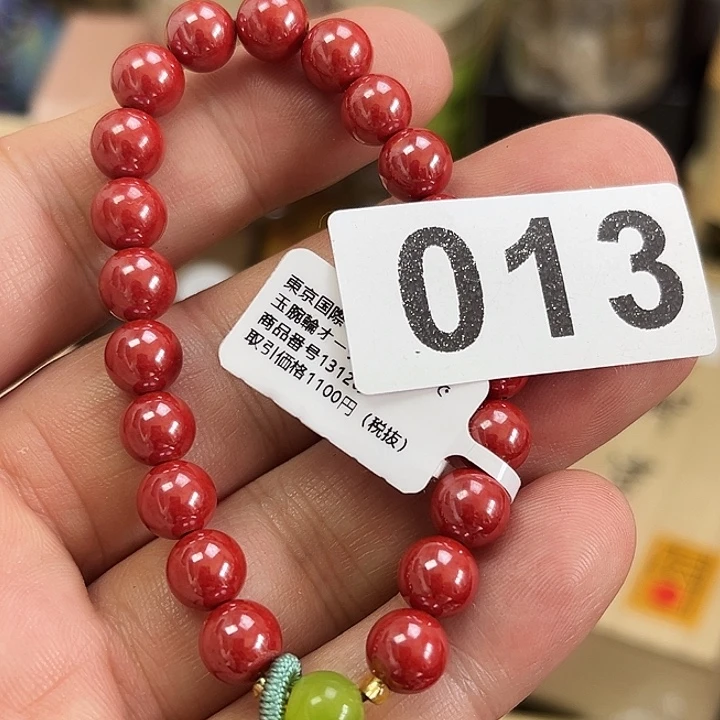 013
東京国際
玉腕輪オー
商品番号1312
取引価格1100円（税抜）